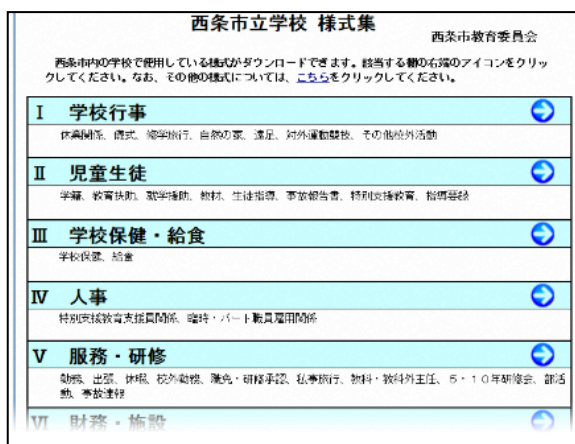 西条市立学校 様式集
西条市教育委員会
西条市内の学校で使用している様式がダウンロードできます。該当する欄の右端のアイコンをクリッ
クしてください。なお、その他の様式については、こちらをクリックしてください。
Ⅰ 学校行事
休業関係、儀式、修学旅行、自然の家、遠足、対外運動競技、その他校外活動
Ⅱ 児童生徒
学籍、教育扶助、就学援助、教材、生徒指導、事故報告書、特別支援教育、指導要録
Ⅲ 学校保健・給食
学校保健、給食
Ⅳ 人事
特別支援教育支援員関係、臨時・パート職員雇用関係
Ⅴ 服務・研修
勤務、出張、休暇、校外勤務、職免・研修承認、私事旅行、教科・教科外主任、5・10年研修会、部活
動、事故速報
Ⅵ 財務・施設